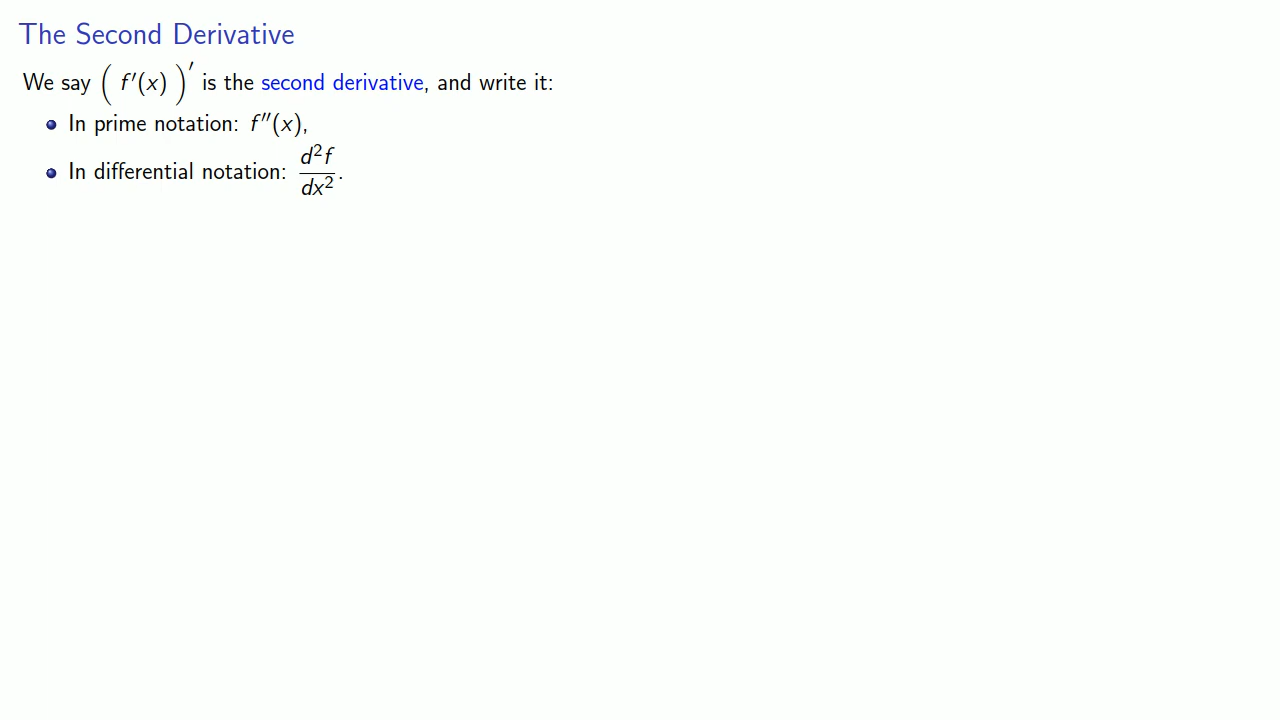 The Second Derivative
We say ( f′(x) )′ is the second derivative, and write it:
In prime notation: f″(x),
In differential notation: d²f/dx².